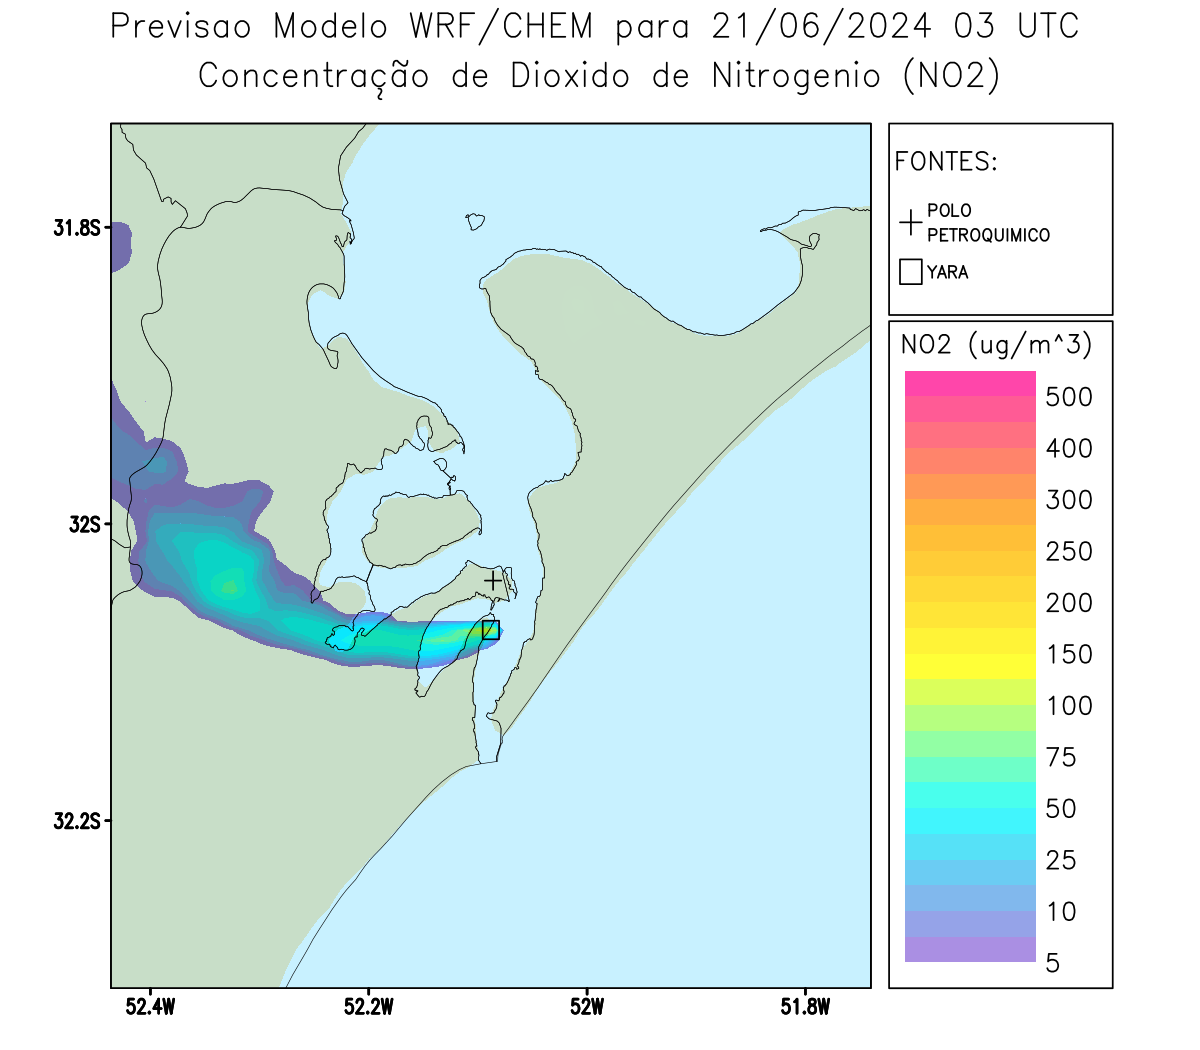 Previsao Modelo WRF/CHEM para 21/06/2024 03 UTC
Concentração de Dioxido de Nitrogenio (NO2)
FONTES:
POLO
PETROQUIMICO
YARA
NO2 (ug/m^3)
500
400
300
250
200
150
100
75
50
25
10
5
31.8S
32S
32.2S
52.4W
52.2W
52W
51.8W